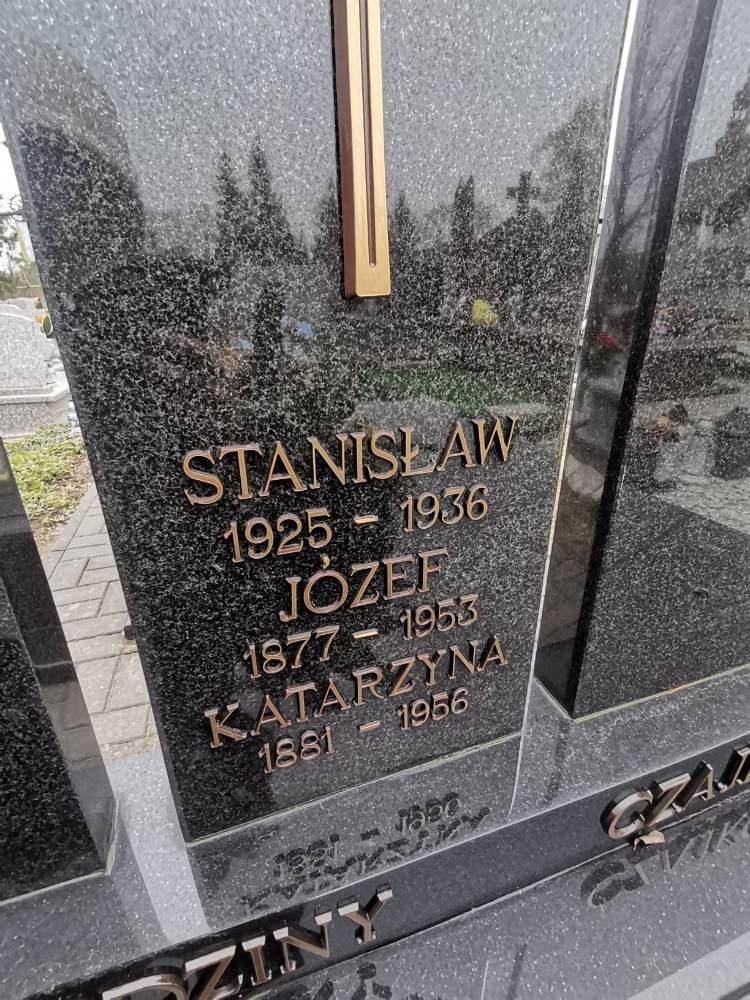 STANISŁAW
1925 – 1936
JÓZEF
1877 – 1953
KATARZYNA
1881 – 1956